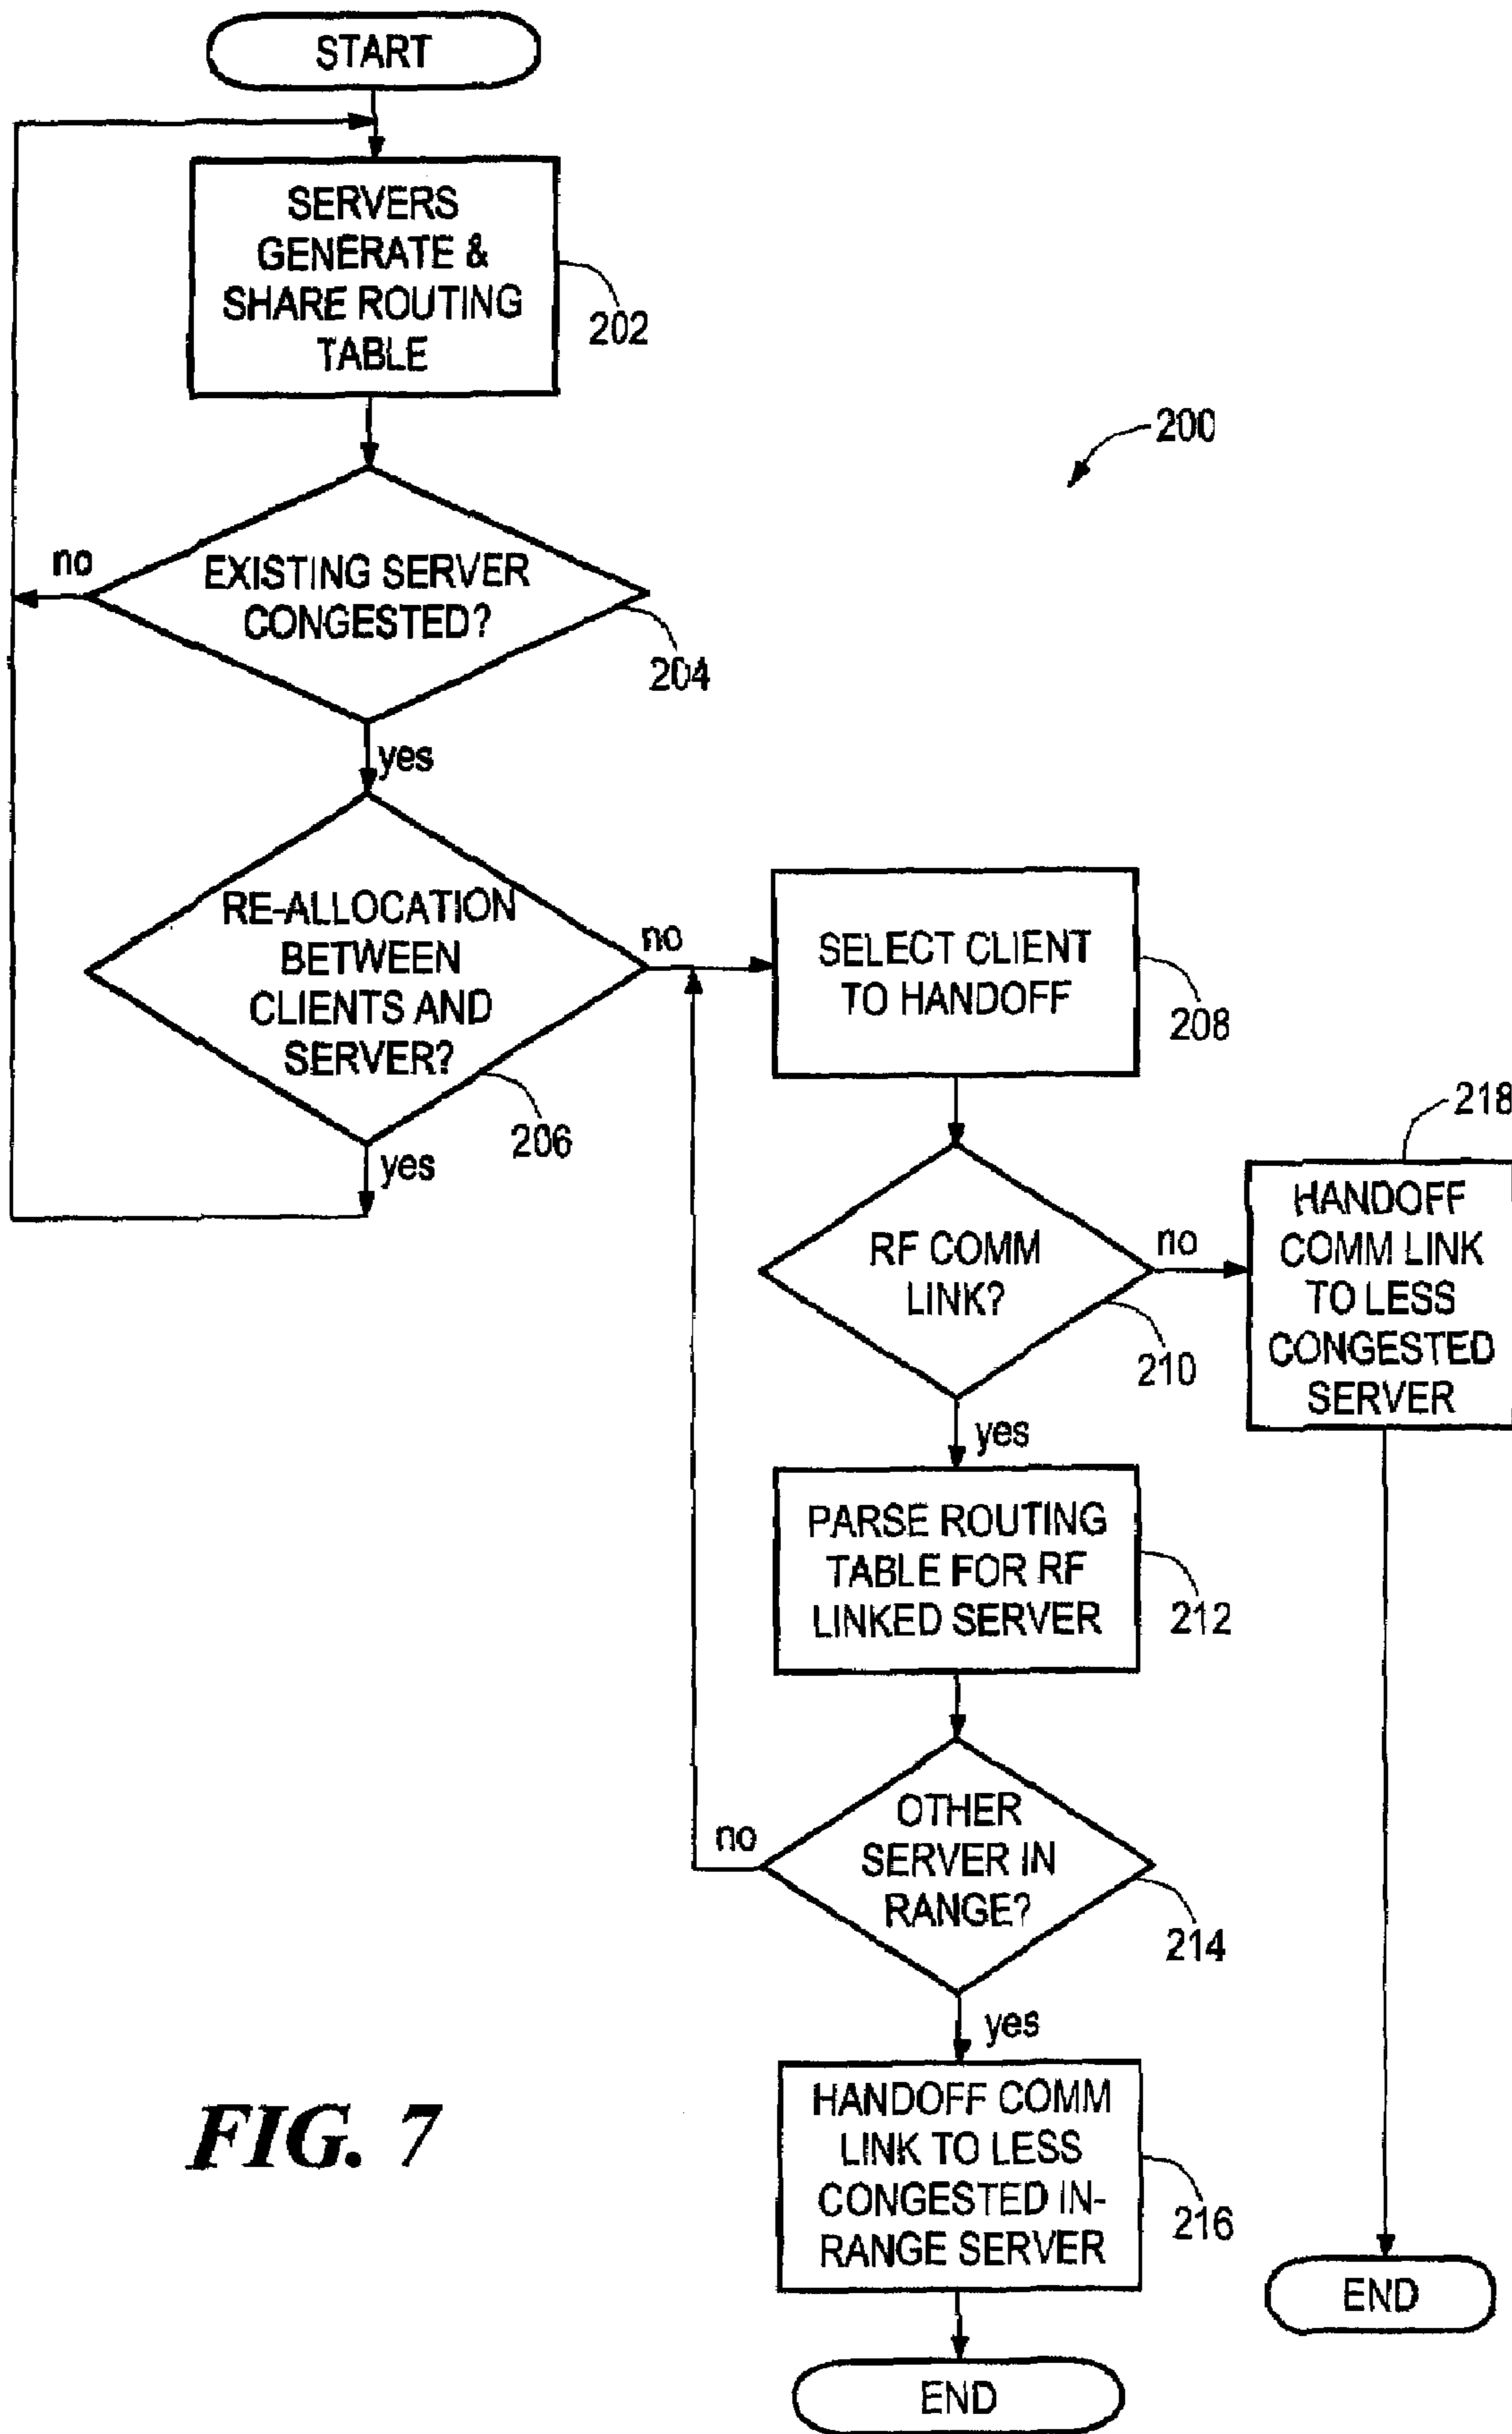 START
SERVERS
GENERATE &
SHARE ROUTING
TABLE
202
200
EXISTING SERVER
CONGESTED?
no
204
yes
RE-ALLOCATION
BETWEEN
CLIENTS AND
SERVER?
no
206
yes
SELECT CLIENT
TO HANDOFF
208
RF COMM
LINK?
no
210
yes
218
HANDOFF
COMM LINK
TO LESS
CONGESTED
SERVER
PARSE ROUTING
TABLE FOR RF
LINKED SERVER
212
OTHER
SERVER IN
RANGE?
no
214
yes
HANDOFF COMM
LINK TO LESS
CONGESTED IN-
RANGE SERVER
216
END
END
FIG. 7